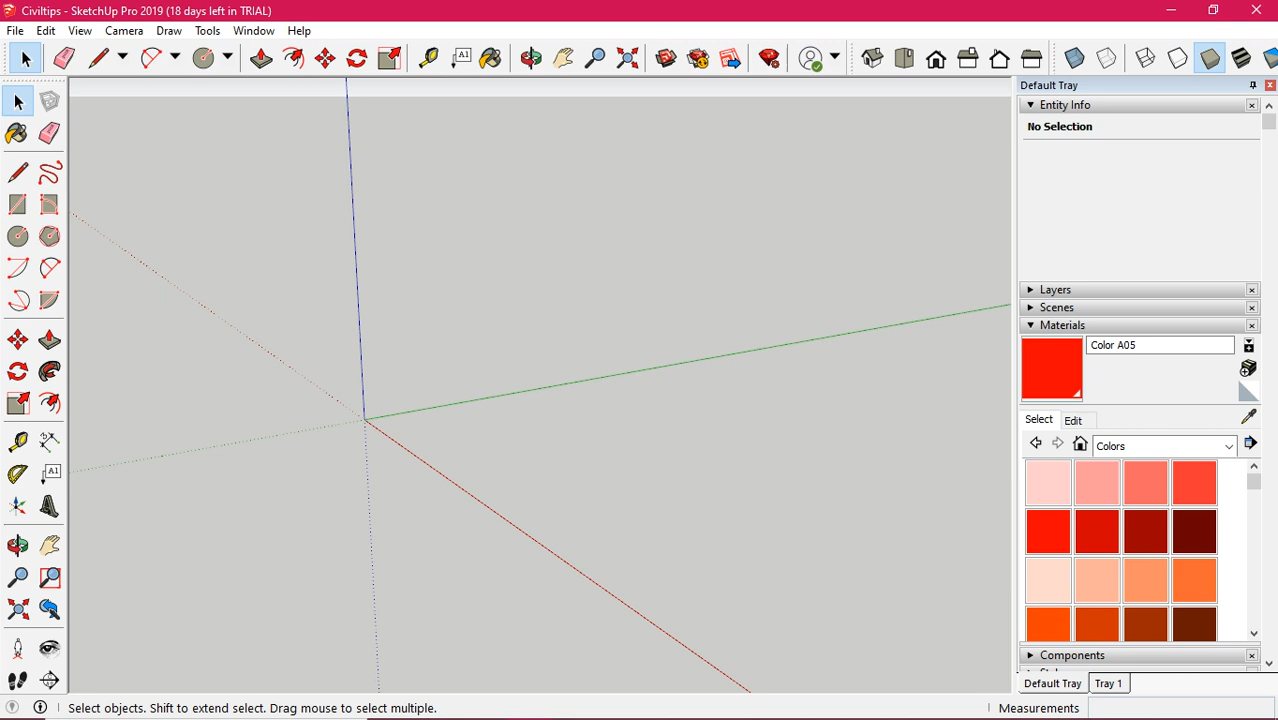 Civiltips - SketchUp Pro 2019 (18 days left in TRIAL)
File Edit View Camera Draw Tools Window Help
A1
Default Tray
Entity Info
No Selection
Layers
Scenes
Materials
Color A05
Select Edit
Colors
A1
Components
Default Tray Tray 1
Select objects. Shift to extend select. Drag mouse to select multiple.
Measurements